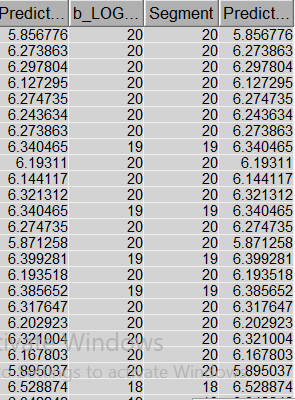 Predict... b_LOG... Segment Predict...
5.856776 20 20 5.856776
6.273863 20 20 6.273863
6.297804 20 20 6.297804
6.127295 20 20 6.127295
6.274735 20 20 6.274735
6.243634 20 20 6.243634
6.273863 20 20 6.273863
6.340465 19 19 6.340465
6.19311 20 20 6.19311
6.144117 20 20 6.144117
6.321312 20 20 6.321312
6.340465 19 19 6.340465
6.274735 20 20 6.274735
5.871258 20 20 5.871258
6.399281 19 19 6.399281
6.193518 20 20 6.193518
6.385652 19 19 6.385652
6.317647 20 20 6.317647
6.202923 20 20 6.202923
6.321004 20 20 6.321004
ivate Windows
6.167803 20 20 6.167803
5.895037 20 20 5.895037
to activate Windows
6.528874 18 18 6.528874